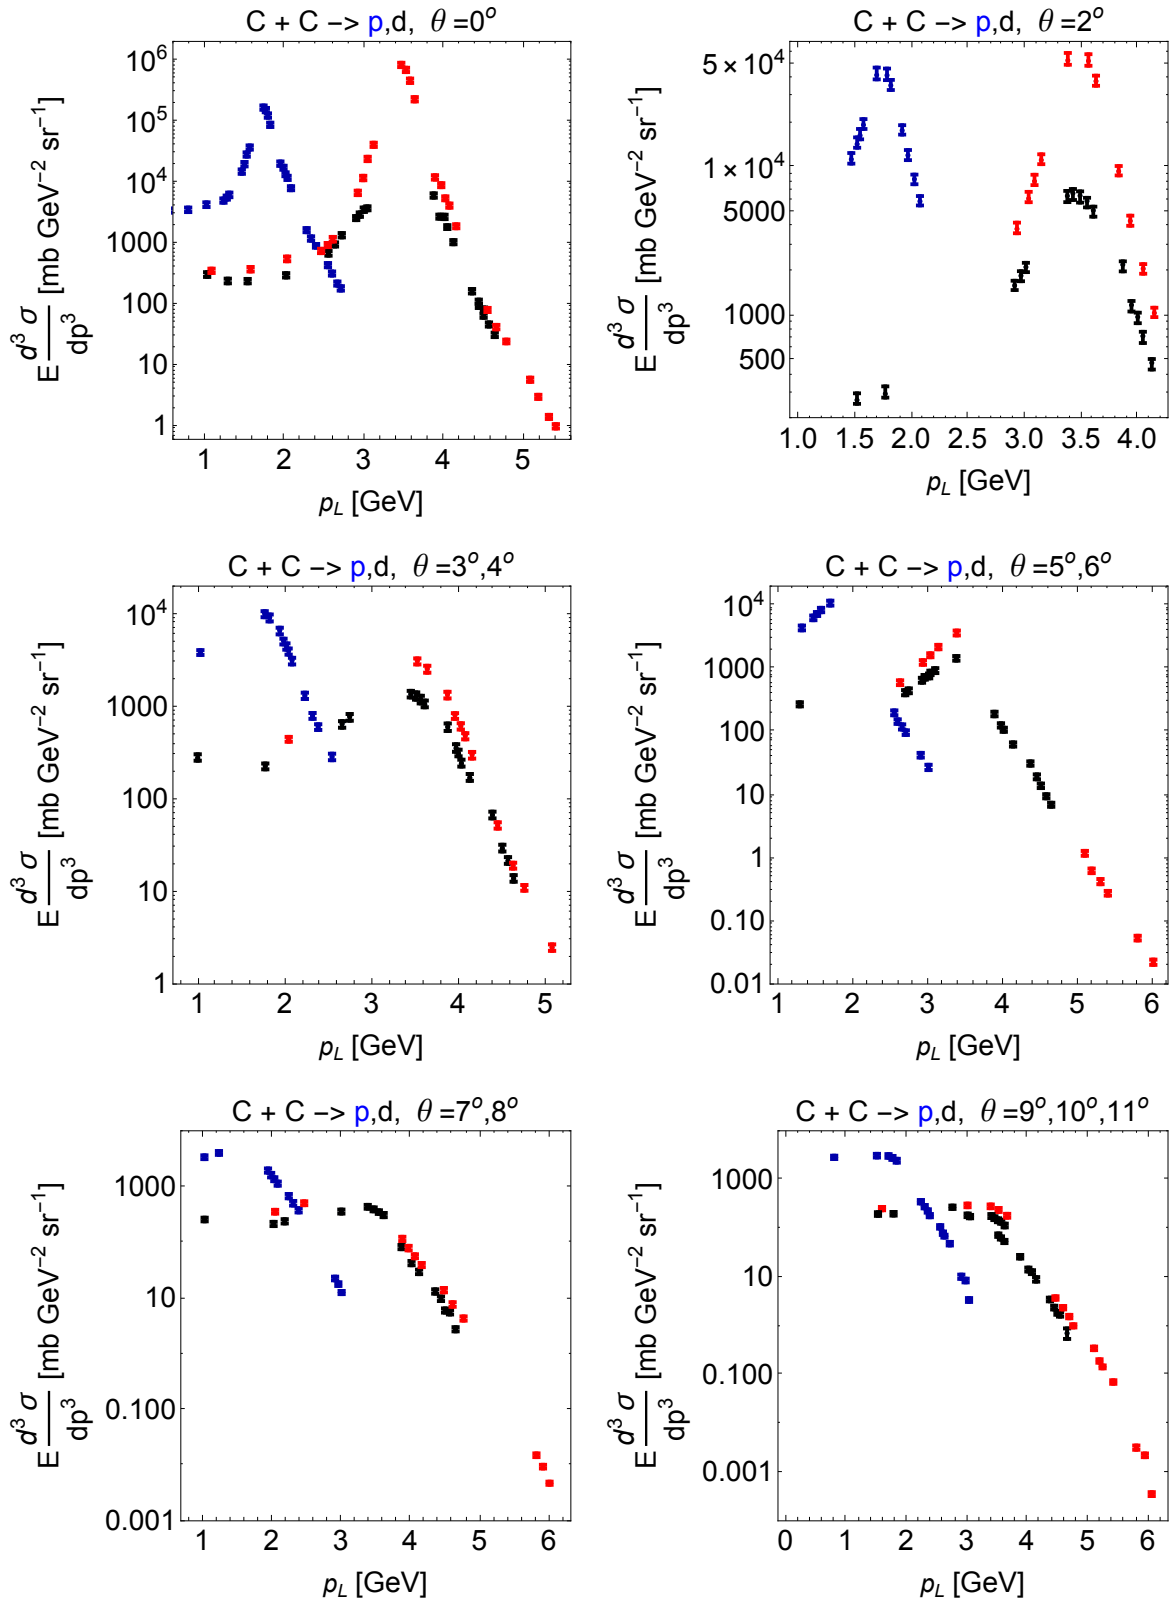 C + C -> p,d, θ=0°
10⁶
10⁵
10⁴
1000
100
10
1
E d³ σ / dp³ [mb GeV⁻² sr⁻¹]
1 2 3 4 5
p_L [GeV]
C + C -> p,d, θ=2°
5×10⁴
1×10⁴
5000
1000
500
E d³ σ / dp³ [mb GeV⁻² sr⁻¹]
1.0 1.5 2.0 2.5 3.0 3.5 4.0
p_L [GeV]
C + C -> p,d, θ=3°,4°
10⁴
1000
100
10
1
E d³ σ / dp³ [mb GeV⁻² sr⁻¹]
1 2 3 4 5
p_L [GeV]
C + C -> p,d, θ=5°,6°
10⁴
1000
100
10
1
0.10
0.01
E d³ σ / dp³ [mb GeV⁻² sr⁻¹]
1 2 3 4 5 6
p_L [GeV]
C + C -> p,d, θ=7°,8°
1000
10
0.100
0.001
E d³ σ / dp³ [mb GeV⁻² sr⁻¹]
1 2 3 4 5 6
p_L [GeV]
C + C -> p,d, θ=9°,10°,11°
1000
10
0.100
0.001
E d³ σ / dp³ [mb GeV⁻² sr⁻¹]
0 1 2 3 4 5 6
p_L [GeV]